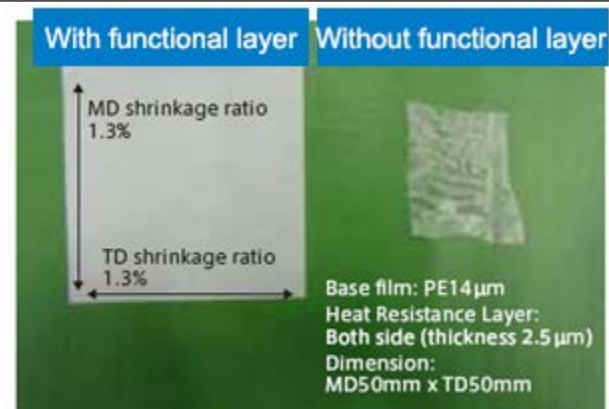 With functional layer
Without functional layer
MD shrinkage ratio
1.3%
TD shrinkage ratio
1.3%
Base film: PE14μm
Heat Resistance Layer:
Both side (thickness 2.5μm)
Dimension:
MD50mm x TD50mm